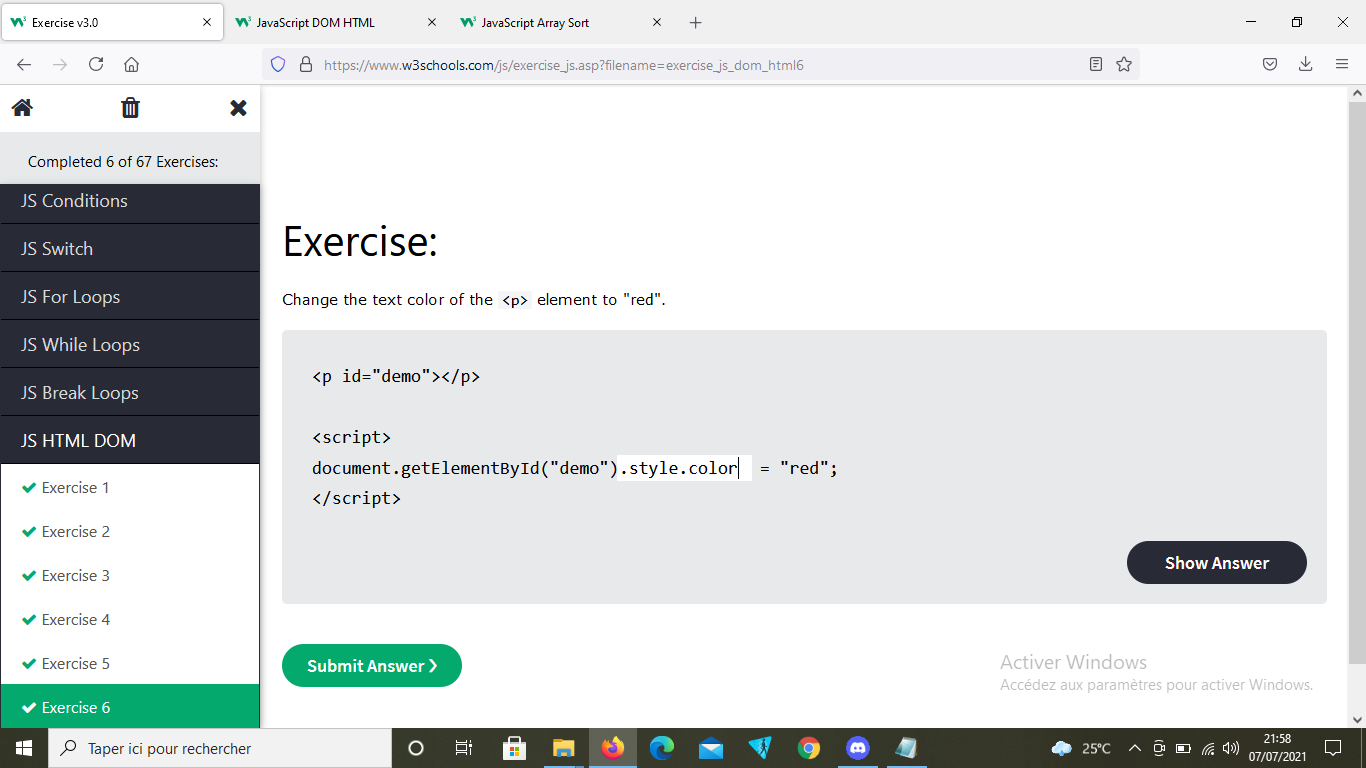 Exercise v3.0
JavaScript DOM HTML
JavaScript Array Sort
https://www.w3schools.com/js/exercise_js.asp?filename=exercise_js_dom_html6
Completed 6 of 67 Exercises:
JS Conditions
JS Switch
JS For Loops
JS While Loops
JS Break Loops
JS HTML DOM
Exercise 1
Exercise 2
Exercise 3
Exercise 4
Exercise 5
Exercise 6
Exercise:
Change the text color of the <p> element to "red".
<p id="demo"></p>
<script>
document.getElementById("demo").style.color = "red";
</script>
Show Answer
Submit Answer ❯
Activer Windows
Accédez aux paramètres pour activer Windows.
Taper ici pour rechercher
25°C
21:58
07/07/2021